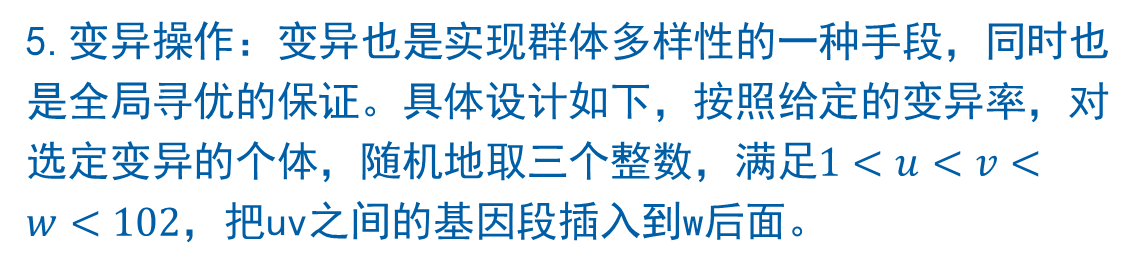 5. 变异操作：变异也是实现群体多样性的一种手段，同时也
是全局寻优的保证。具体设计如下，按照给定的变异率，对
选定变异的个体，随机地取三个整数，满足1 < u < v <
w < 102，把uv之间的基因段插入到w后面。